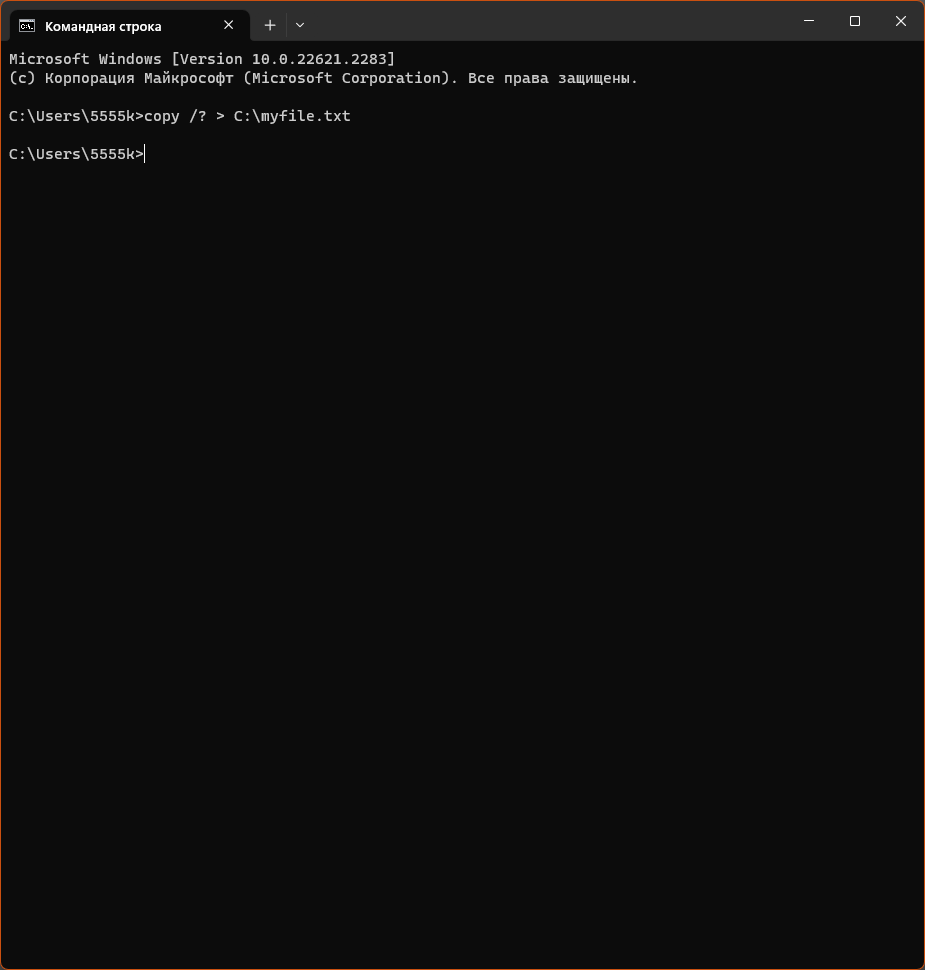 Командная строка
Microsoft Windows [Version 10.0.22621.2283]
(c) Корпорация Майкрософт (Microsoft Corporation). Все права защищены.
C:\Users\5555k>copy /? > C:\myfile.txt
C:\Users\5555k>